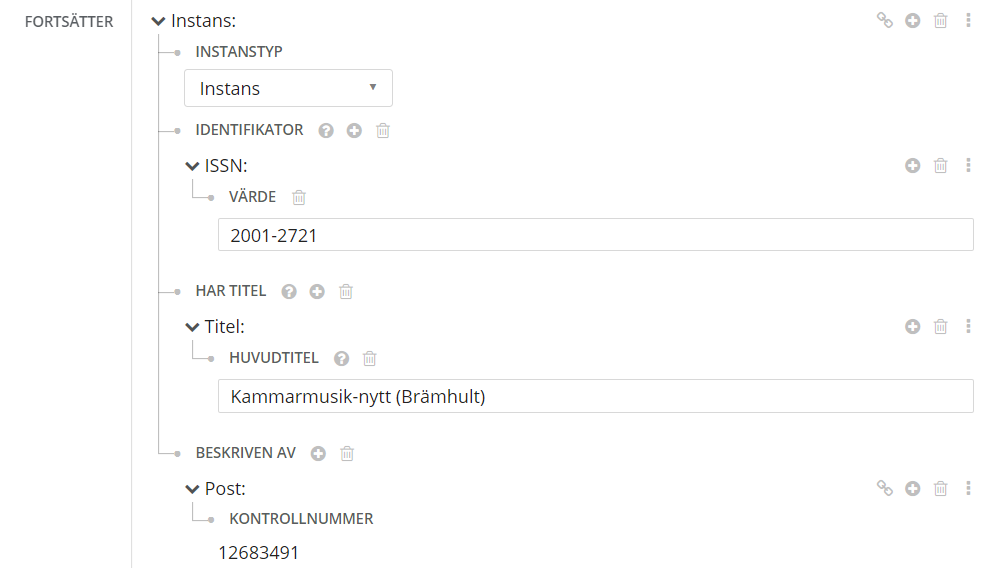 FORTSÄTTER
Instans:
INSTANSTYP
Instans
IDENTIFIKATOR
ISSN:
VÄRDE
2001-2721
HAR TITEL
Titel:
HUVUDTITEL
Kammarmusik-nytt (Brämhult)
BESKRIVEN AV
Post:
KONTROLLNUMMER
12683491